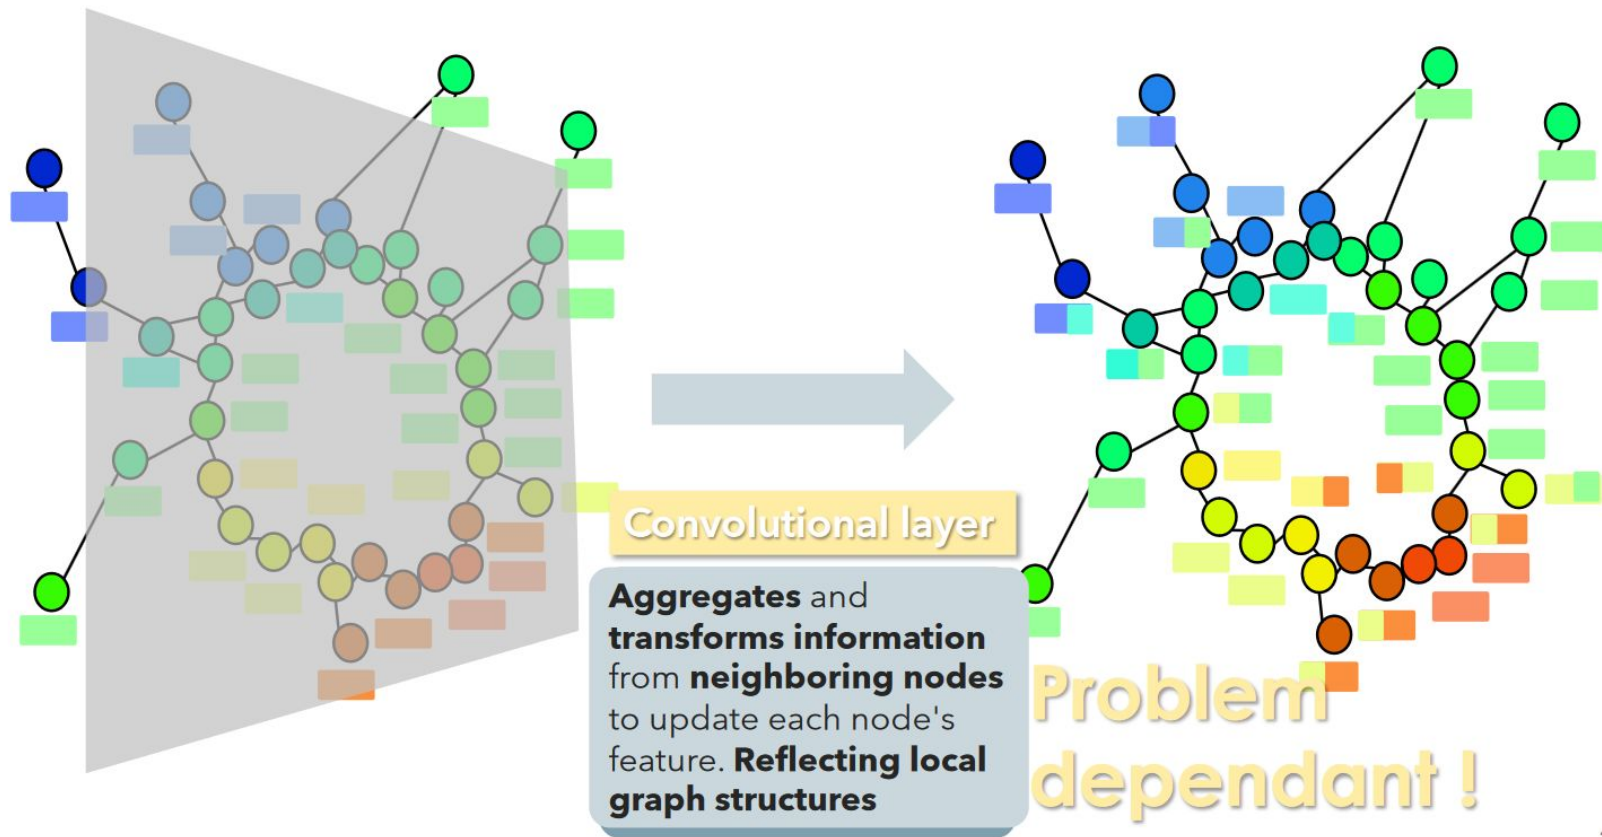 Convolutional layer
Aggregates and
transforms information
from neighboring nodes
to update each node's
feature. Reflecting local
graph structures
Problem
dependant !